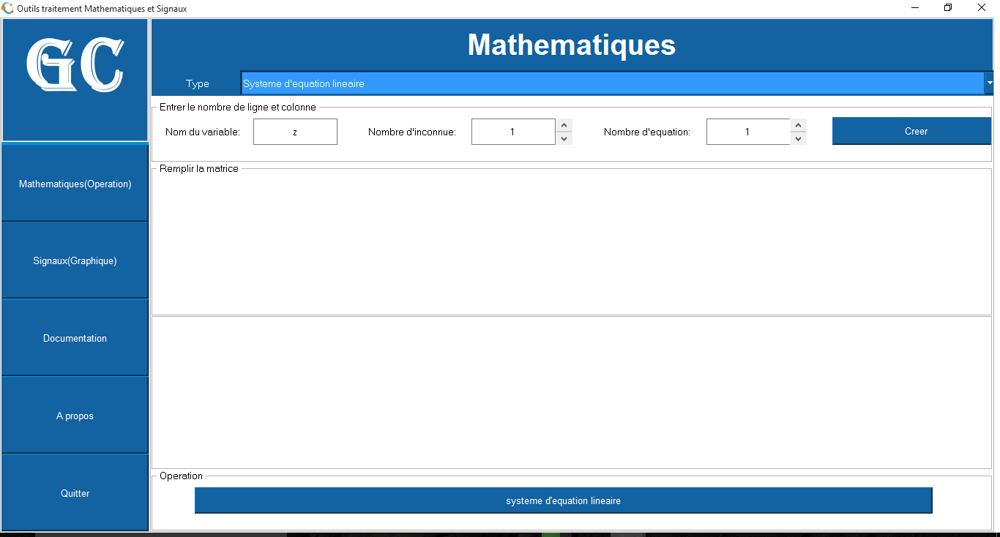 Outils traitement Mathematiques et Signaux
GC
Mathematiques
Type
Systeme d'equation lineaire
Entrer le nombre de ligne et colonne
Nom du variable: z Nombre d'inconnue: 1 Nombre d'equation: 1 Creer
Remplir la matrice
Mathematiques(Operation)
Signaux(Graphique)
Documentation
A propos
Quitter
Operation
systeme d'equation lineaire